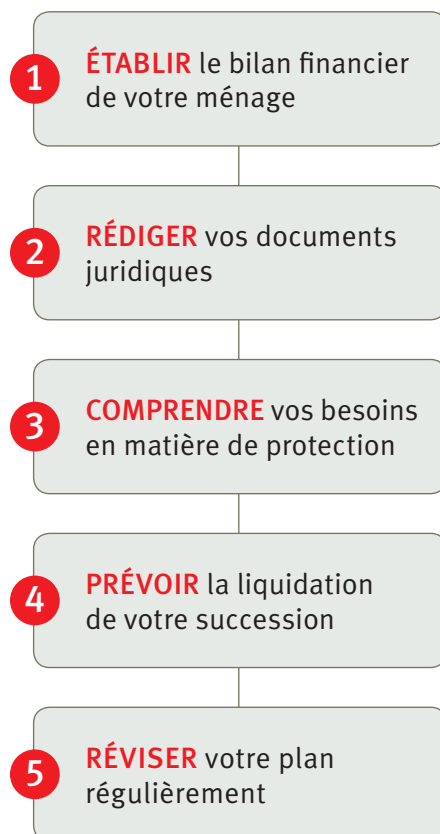 1
ÉTABLIR le bilan financier
de votre ménage
2
RÉDIGER vos documents
juridiques
3
COMPRENDRE vos besoins
en matière de protection
4
PRÉVOIR la liquidation
de votre succession
5
RÉVISER votre plan
régulièrement